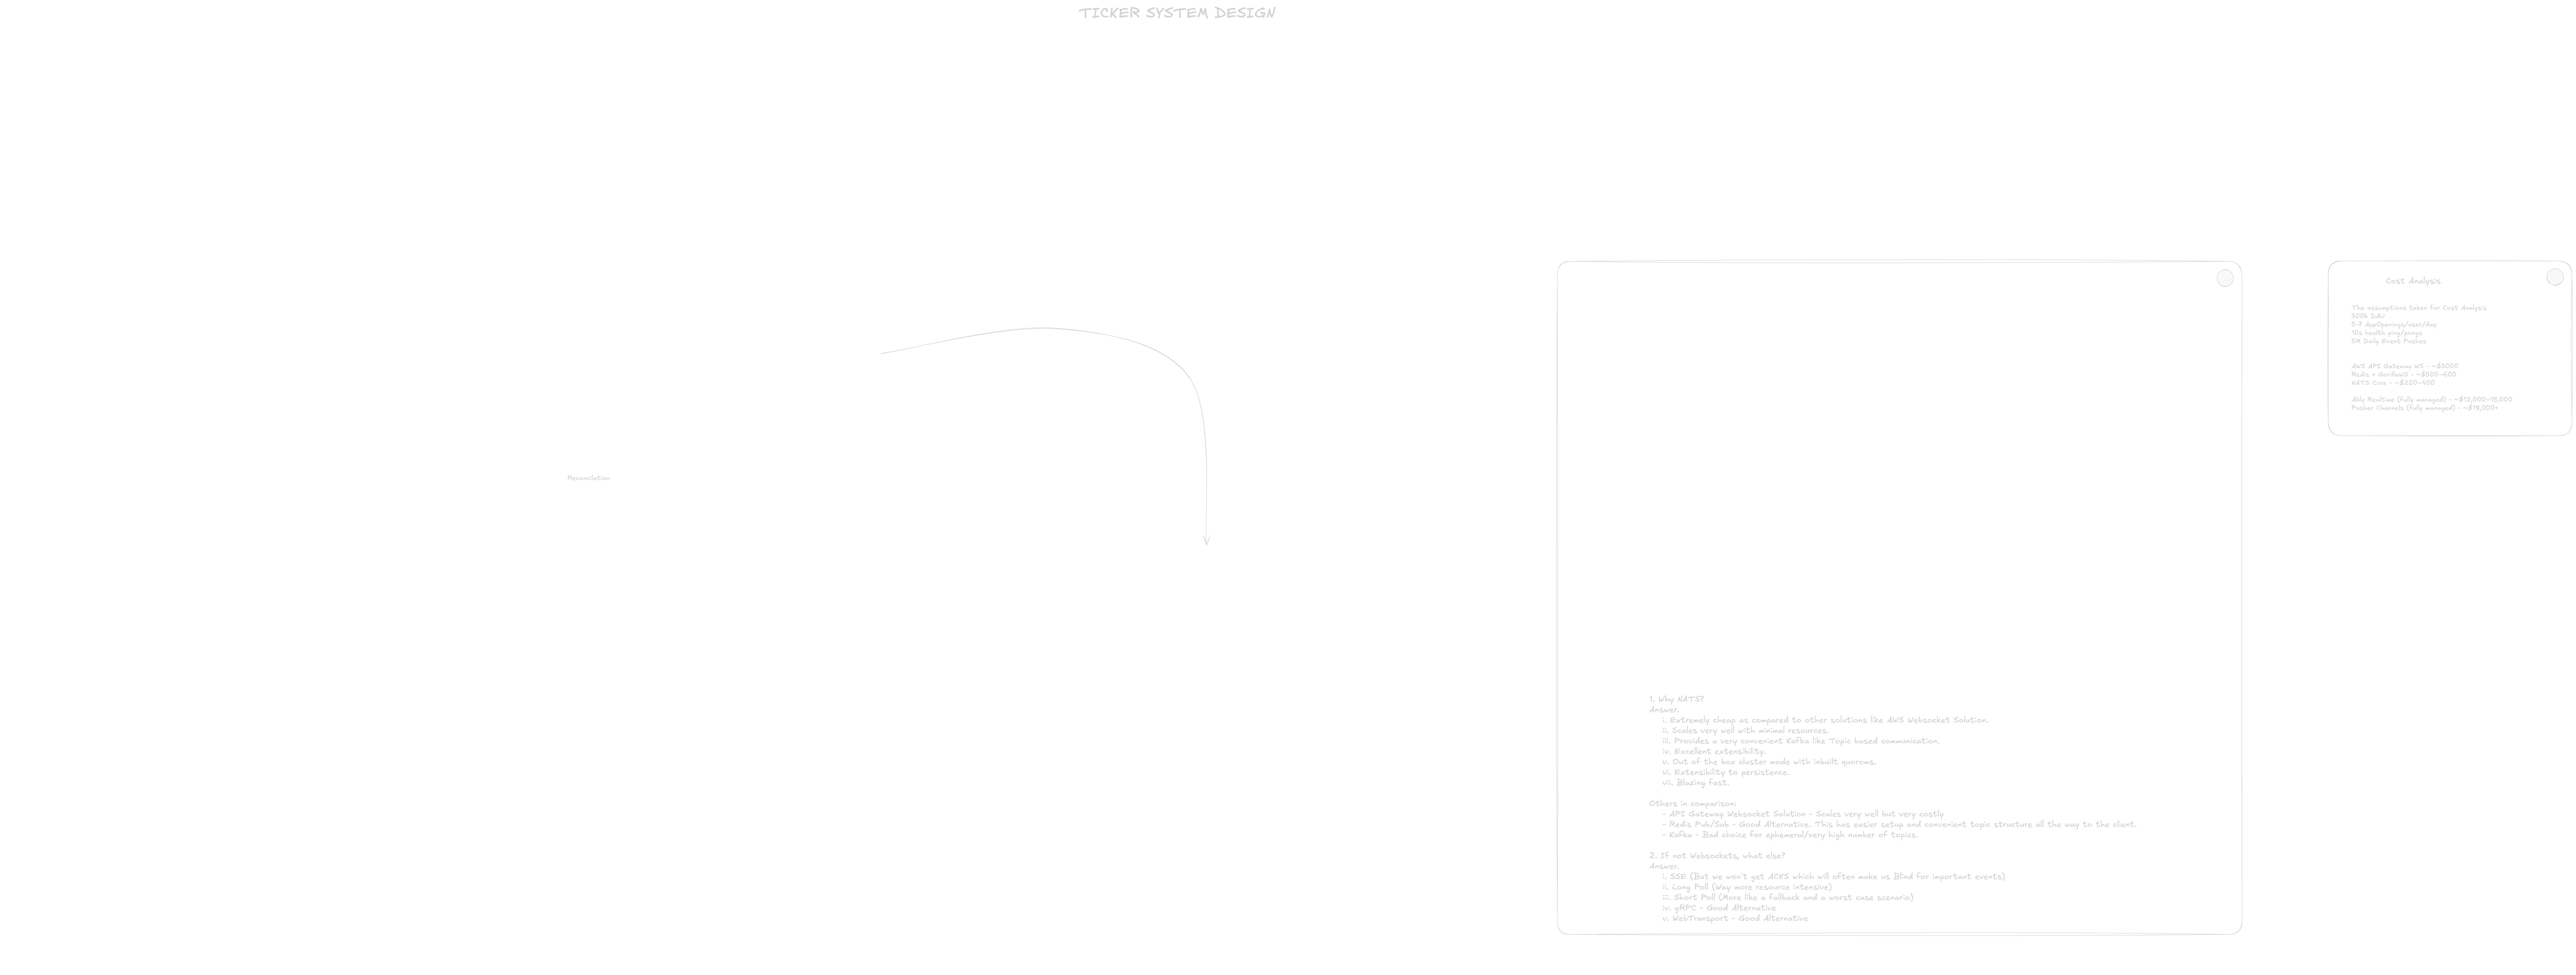 TICKER SYSTEM DESIGN
Cost Analysis
The assumptions taken for Cost Analysis
300k DAU
5-7 AppOpenings/user/day
10s health ping/pongs
5M Daily Event Pushes
AWS API Gateway WS - ~$3000
Redis + GorillaWS - ~$500–600
NATS Core - ~$200–400
Ably Realtime (fully managed) - ~$12,000–15,000
Pusher Channels (fully managed) - ~$18,000+
Reconcilation
1. Why NATS?
Answer.
i. Extremely cheap as compared to other solutions like AWS Websocket Solution.
ii. Scales very well with minimal resources.
iii. Provides a very convenient Kafka like Topic based communication.
iv. Excellent extensibility.
v. Out of the box cluster mode with inbuilt quoroms.
vi. Extensibility to persistence.
vii. Blazing fast.
Others in comparison:
- API Gateway Websocket Solution - Scales very well but very costly
- Redis Pub/Sub - Good Alternative. This has easier setup and convenient topic structure all the way to the client.
- Kafka - Bad choice for ephemeral/very high number of topics.
2. If not Websockets, what else?
Answer.
i. SSE (But we won't get ACKS which will often make us Blind for important events)
ii. Long Poll (Way more resource intensive)
iii. Short Poll (More like a fallback and a worst case scenario)
iv. gRPC - Good Alternative
v. WebTransport - Good Alternative